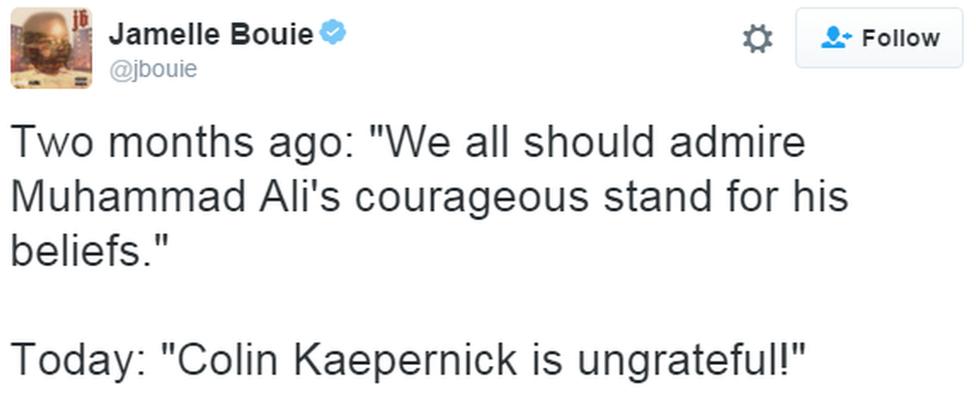 jb
Jamelle Bouie
@jbouie
Follow
Two months ago: "We all should admire
Muhammad Ali's courageous stand for his
beliefs."
Today: "Colin Kaepernick is ungrateful!"